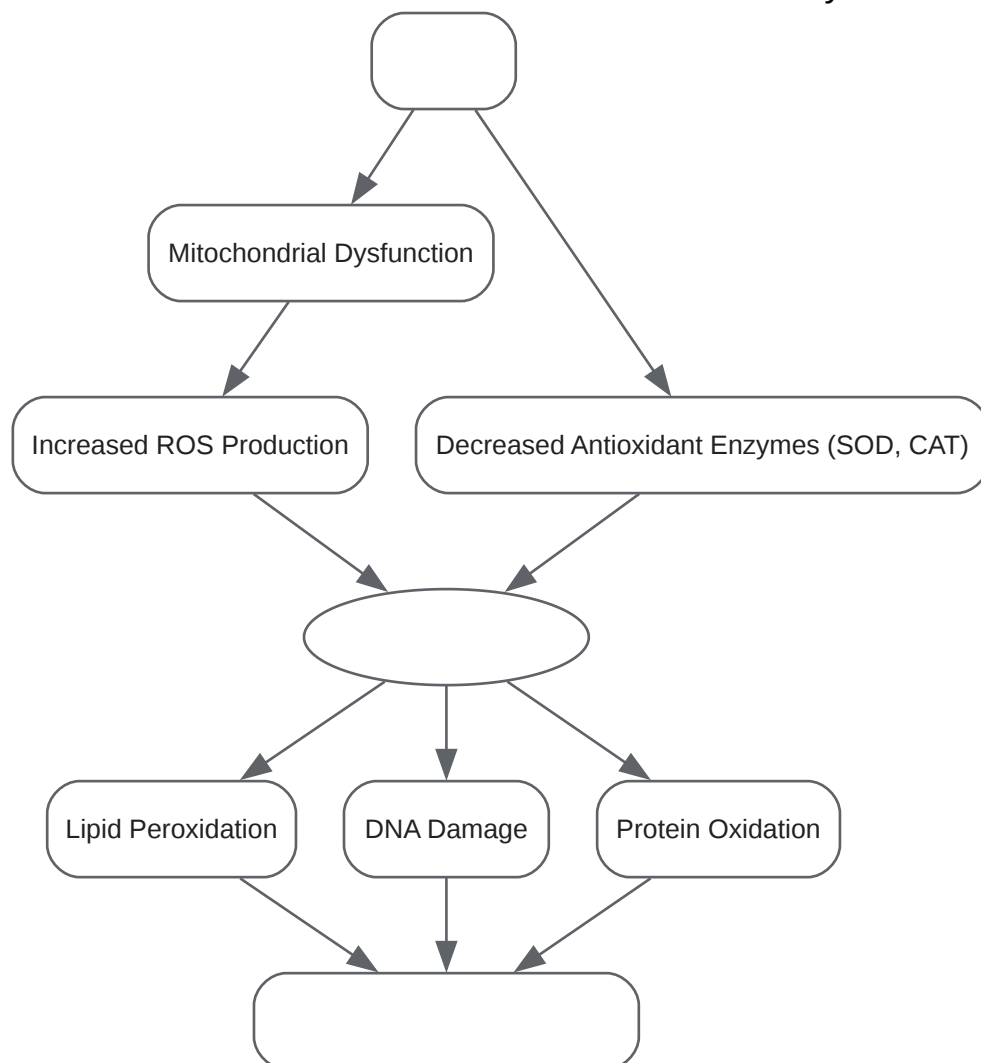 Mitochondrial Dysfunction
Increased ROS Production
Decreased Antioxidant Enzymes (SOD, CAT)
Lipid Peroxidation
DNA Damage
Protein Oxidation